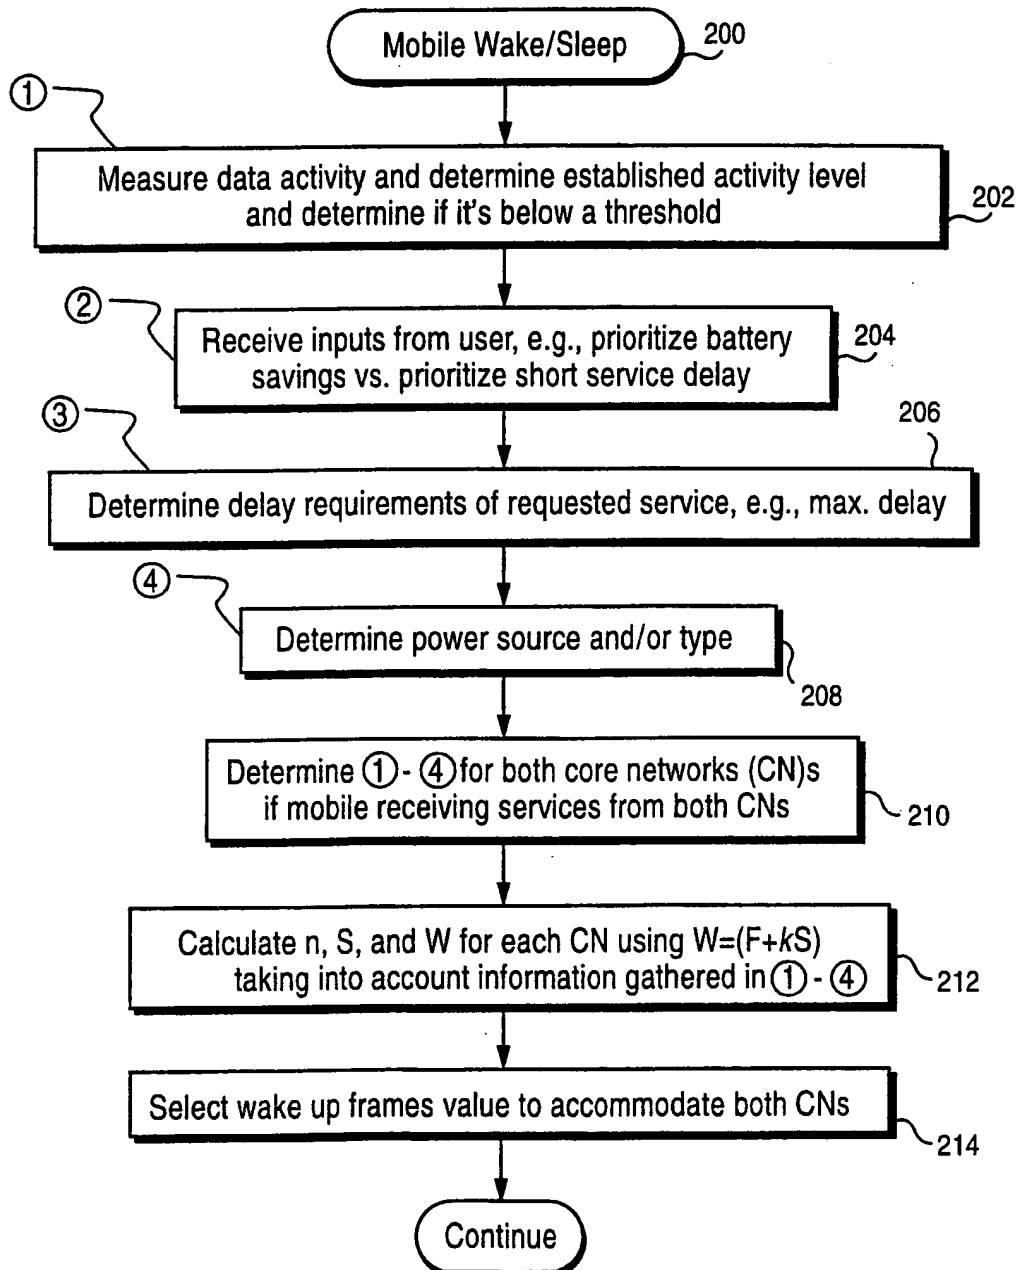 Mobile Wake/Sleep
200
①
Measure data activity and determine established activity level
and determine if it's below a threshold
202
②
Receive inputs from user, e.g., prioritize battery
savings vs. prioritize short service delay
204
③
206
Determine delay requirements of requested service, e.g., max. delay
④
Determine power source and/or type
208
Determine ① - ④ for both core networks (CN)s
if mobile receiving services from both CNs
210
Calculate n, S, and W for each CN using W=(F+kS)
taking into account information gathered in ① - ④
212
Select wake up frames value to accommodate both CNs
214
Continue